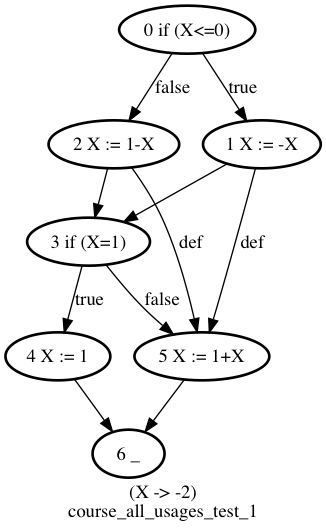 0 if (X<=0)
false
true
2 X := 1-X
1 X := -X
3 if (X=1)
def
def
true
false
4 X := 1
5 X := 1+X
6 _
(X -> -2)
course_all_usages_test_1